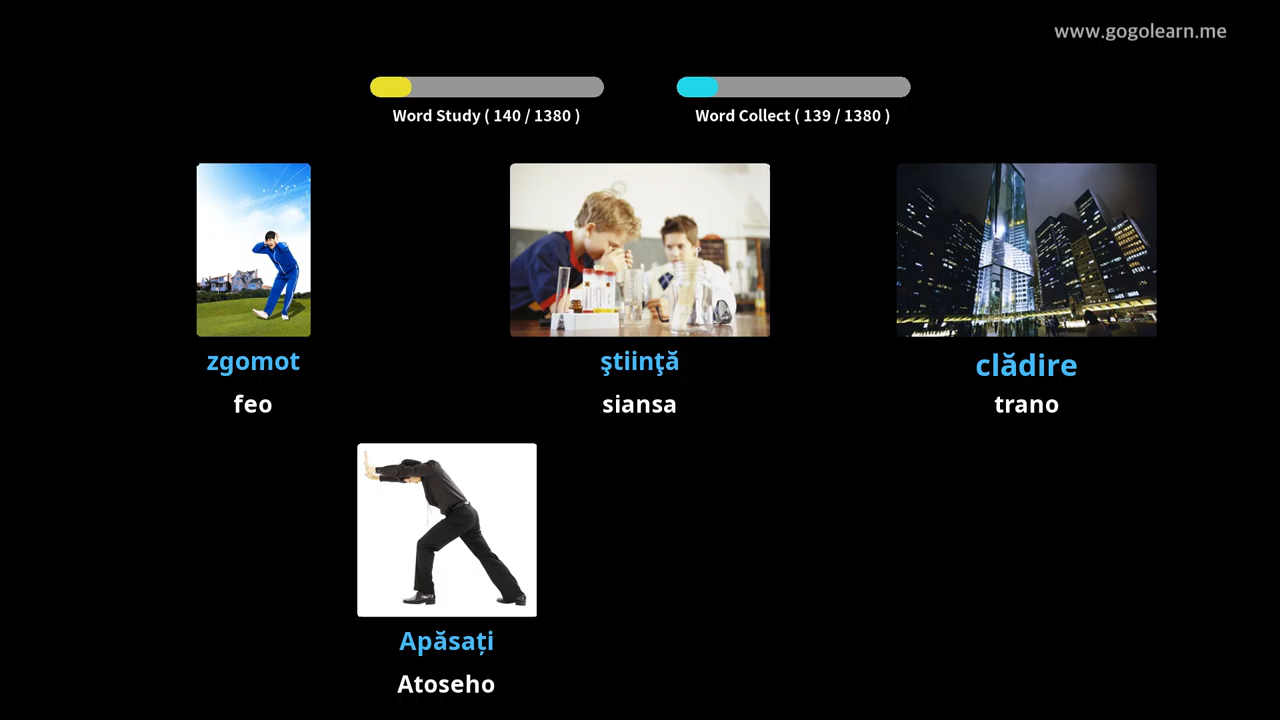 www.gogolearn.me
Word Study ( 140 / 1380 )
Word Collect ( 139 / 1380 )
zgomot
feo
ştiinţă
siansa
clădire
trano
Apăsați
Atoseho